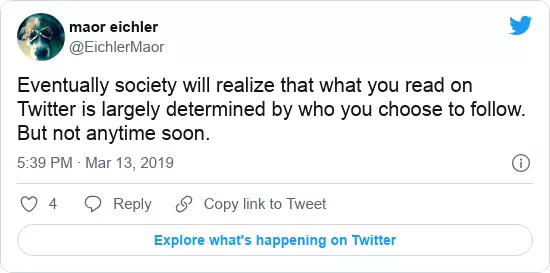 maor eichler
@EichlerMaor
Eventually society will realize that what you read on
Twitter is largely determined by who you choose to follow.
But not anytime soon.
5:39 PM · Mar 13, 2019
4 Reply Copy link to Tweet
Explore what's happening on Twitter